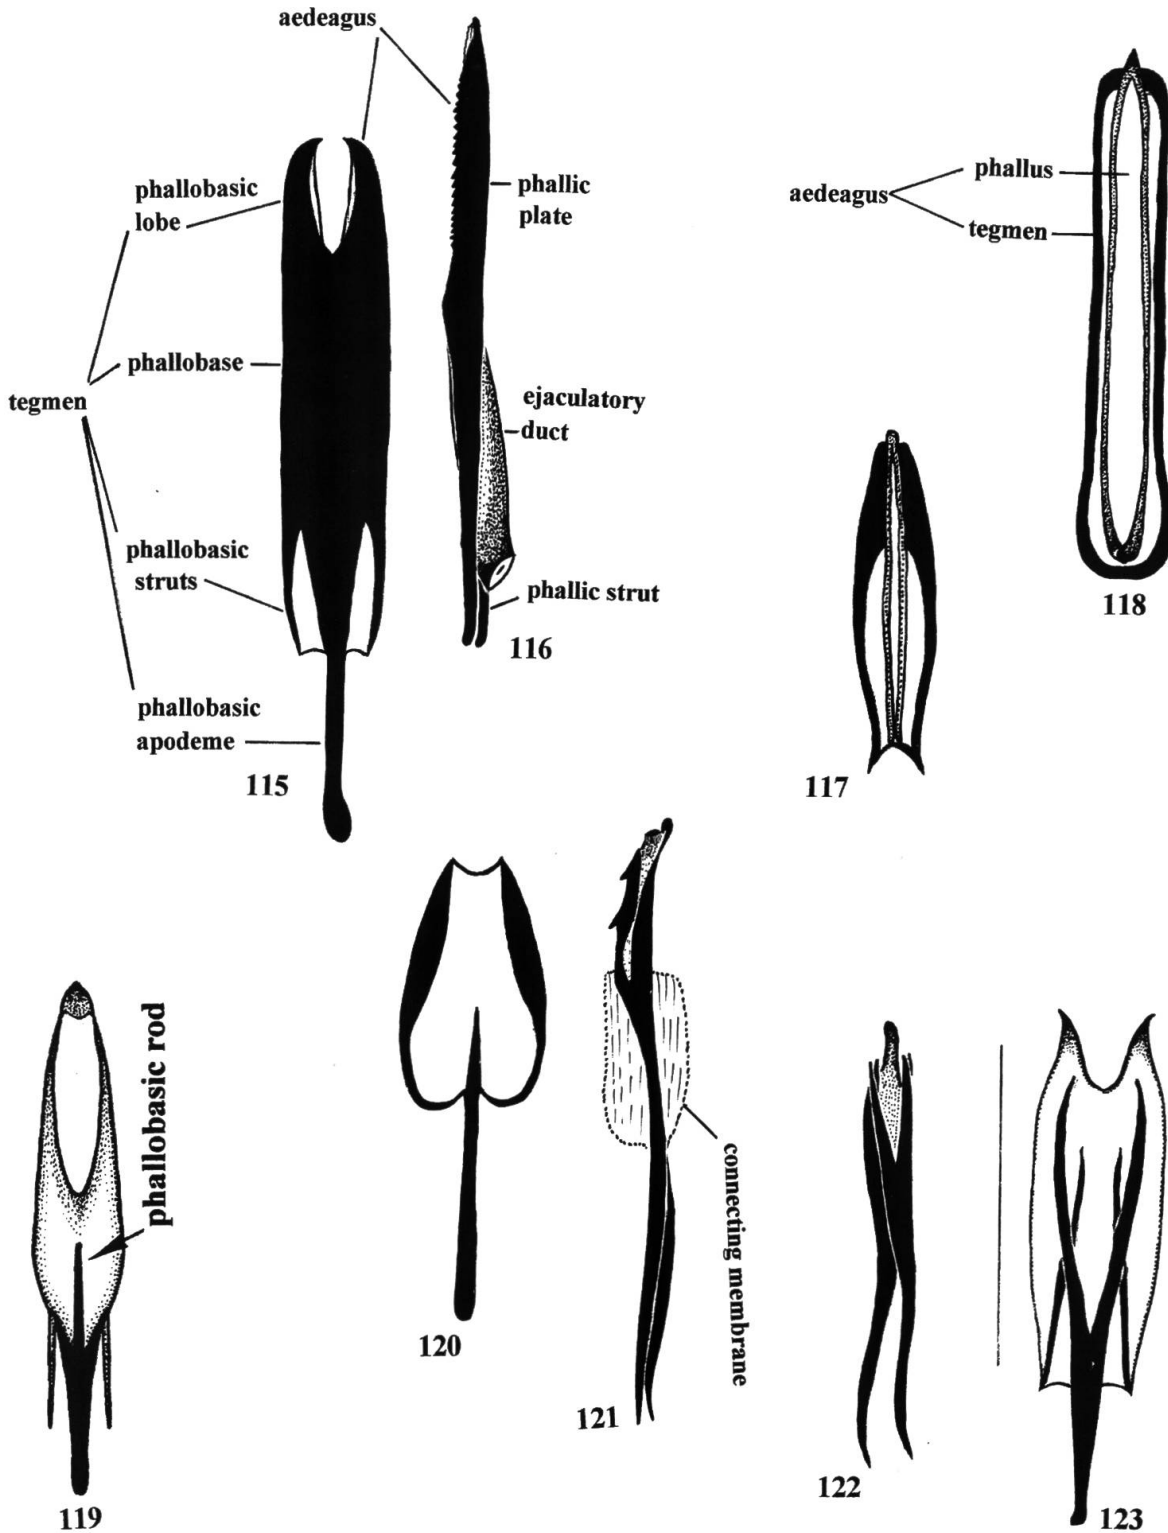 aedeagus
phallobasic
lobe
phallic
plate
phallobase
tegmen
ejaculatory
duct
phallobasic
struts
phallic strut
116
phallobasic
apodeme
115
aedeagus
phallus
tegmen
118
117
phallobasic rod
119
120
connecting membrane
121
122
123